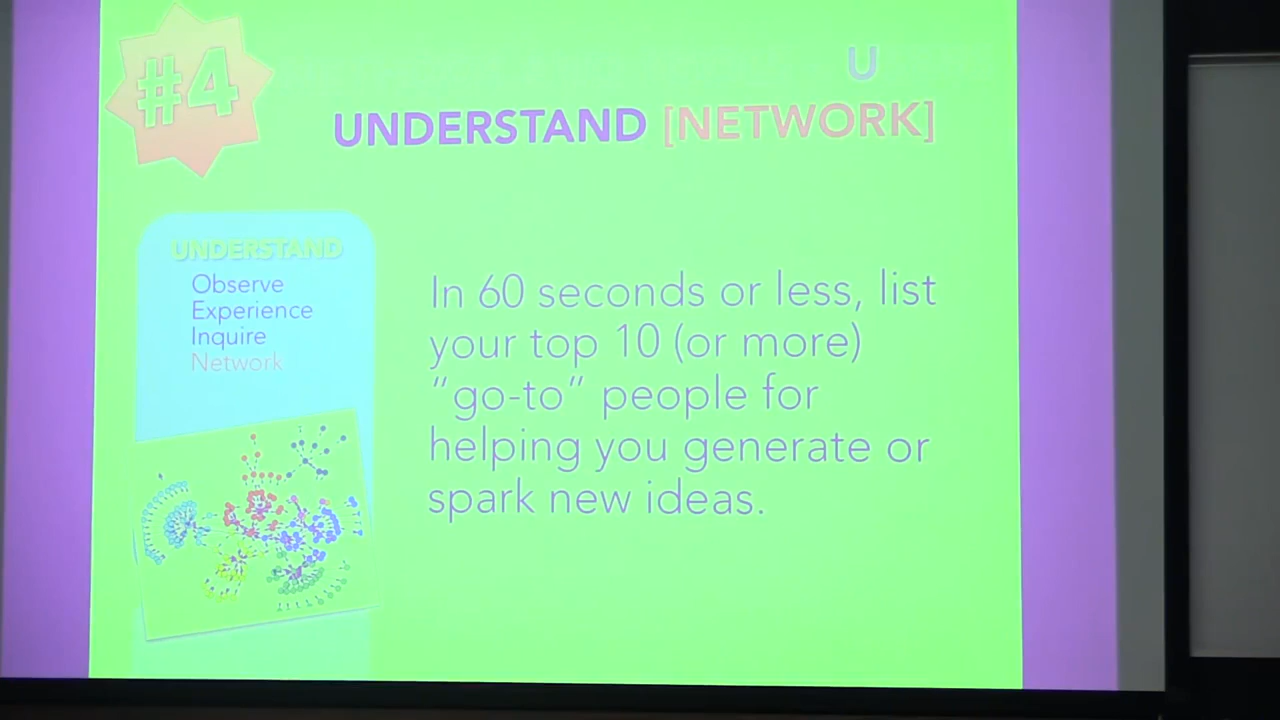 #4
U
UNDERSTAND [NETWORK]
UNDERSTAND
Observe
Experience
Inquire
Network
In 60 seconds or less, list
your top 10 (or more)
“go-to” people for
helping you generate or
spark new ideas.